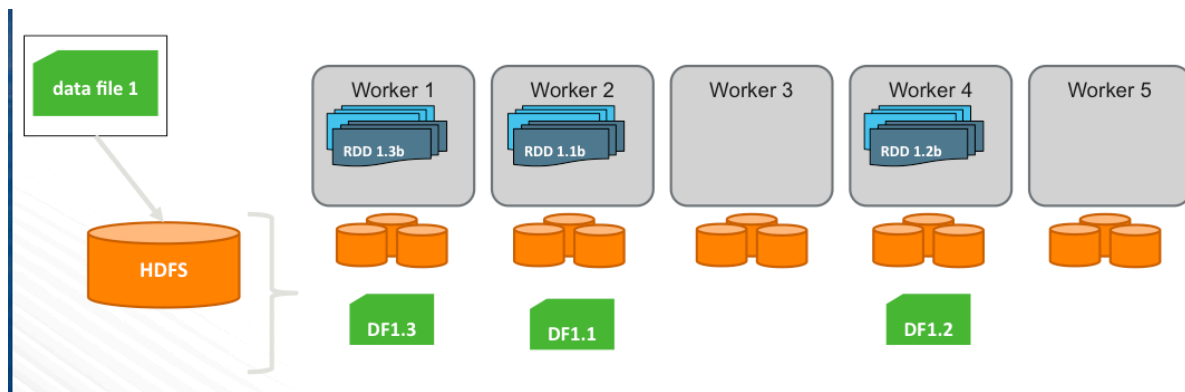 data file 1
Worker 1
Worker 2
Worker 3
Worker 4
Worker 5
RDD 1.3b
RDD 1.1b
RDD 1.2b
HDFS
DF1.3
DF1.1
DF1.2